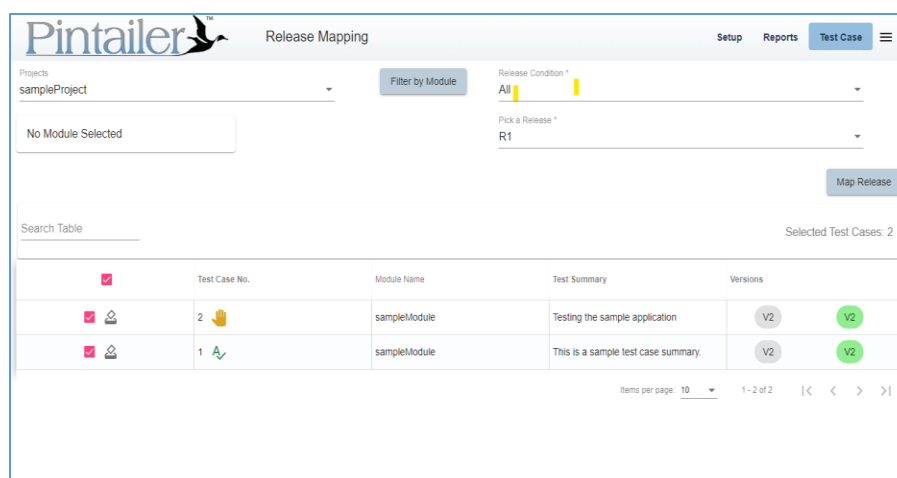 Pintailer™ Release Mapping Setup Reports Test Case
Projects
sampleProject
Filter by Module
Release Condition *
All
No Module Selected
Pick a Release *
R1
Map Release
Search Table
Selected Test Cases: 2
Test Case No. Module Name Test Summary Versions
2 sampleModule Testing the sample application V2 V2
1 sampleModule This is a sample test case summary. V2 V2
Items per page: 10 1 - 2 of 2